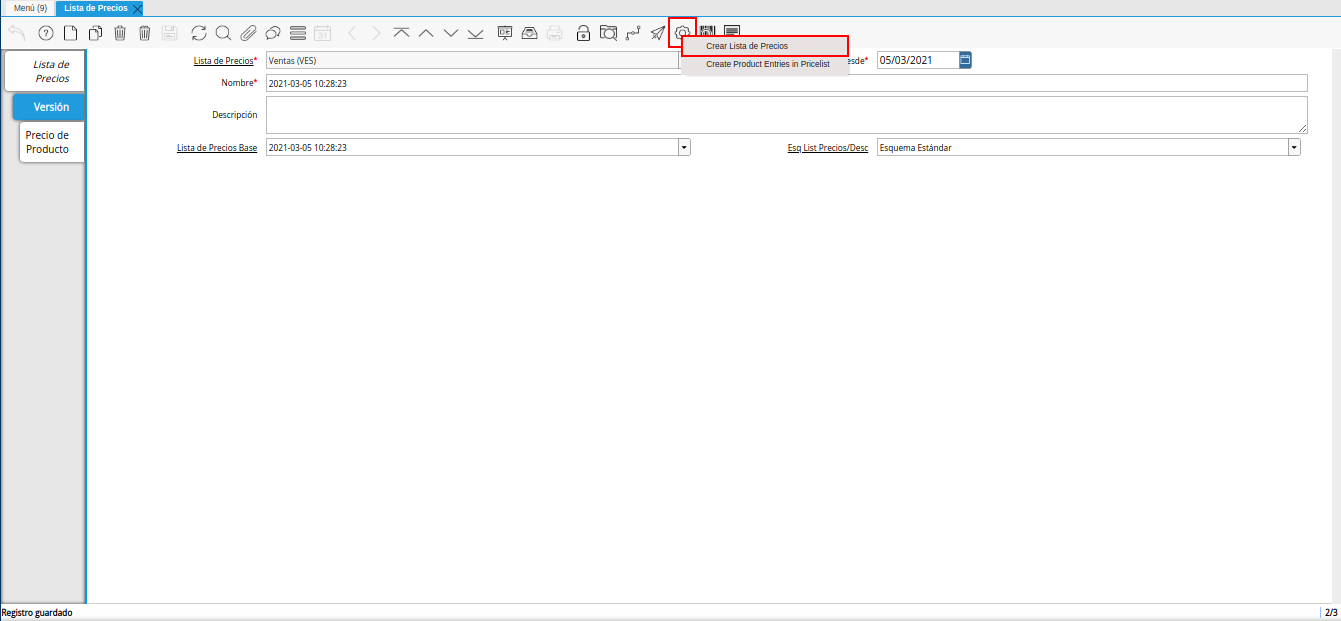 Menú (9)
Lista de Precios
Crear Lista de Precios
Create Product Entries in Pricelist
Lista de
Precios
Versión
Precio de
Producto
Lista de Precios* Ventas (VES) esde* 05/03/2021
Nombre* 2021-03-05 10:28:23
Descripción
Lista de Precios Base 2021-03-05 10:28:23 Esq List Precios/Desc Esquema Estándar
Registro guardado 2/3